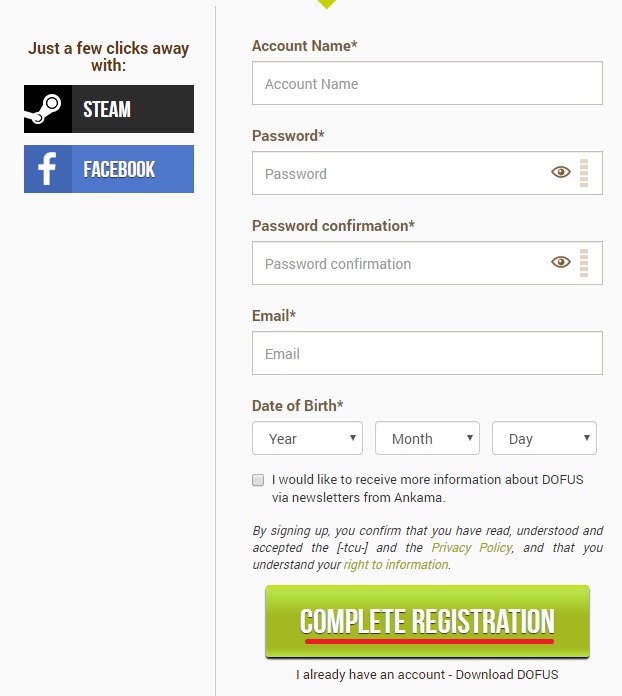 Just a few clicks away
with:
STEAM
FACEBOOK
Account Name*
Account Name
Password*
Password
Password confirmation*
Password confirmation
Email*
Email
Date of Birth*
Year Month Day
I would like to receive more information about DOFUS
via newsletters from Ankama.
By signing up, you confirm that you have read, understood and
accepted the [-tcu-] and the Privacy Policy, and that you
understand your right to information.
COMPLETE REGISTRATION
I already have an account - Download DOFUS